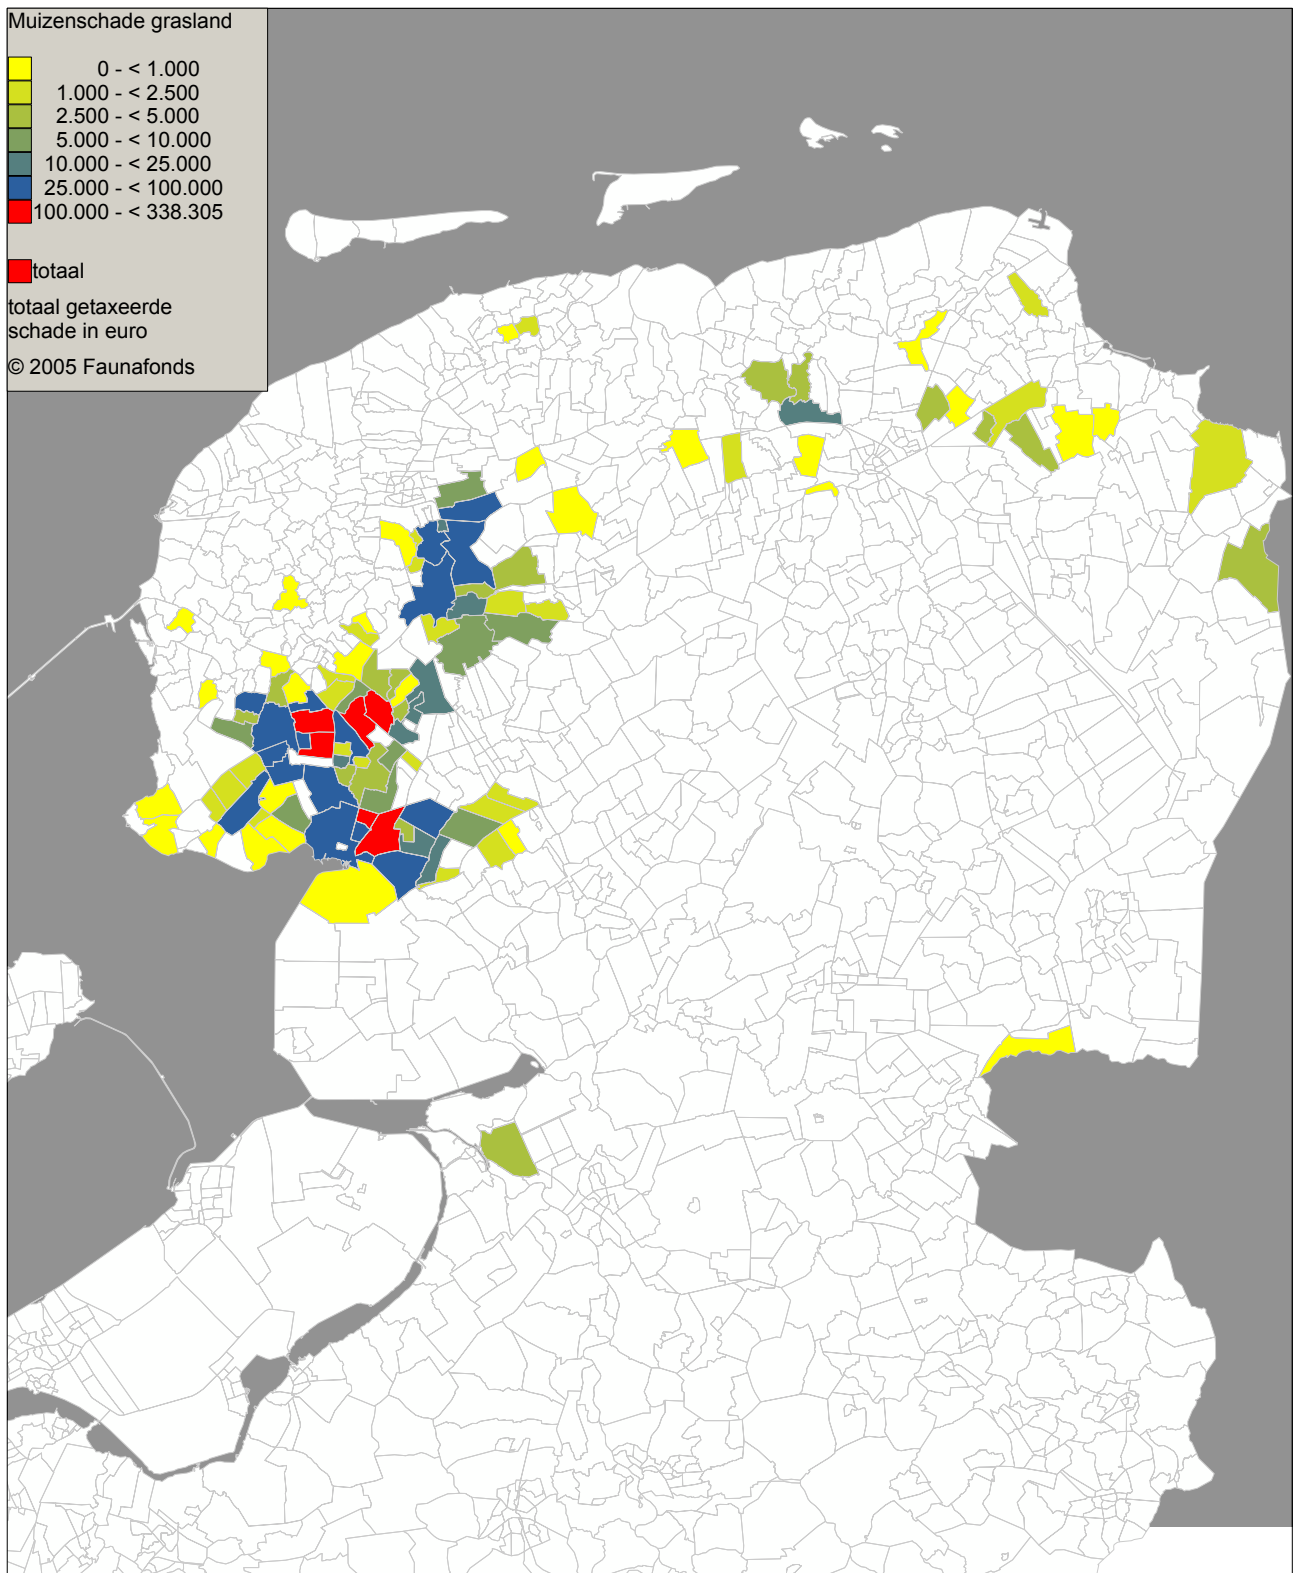 Muizenschade grasland
0 - < 1.000
1.000 - < 2.500
2.500 - < 5.000
5.000 - < 10.000
10.000 - < 25.000
25.000 - < 100.000
100.000 - < 338.305
totaal
totaal getaxeerde
schade in euro
© 2005 Faunafonds